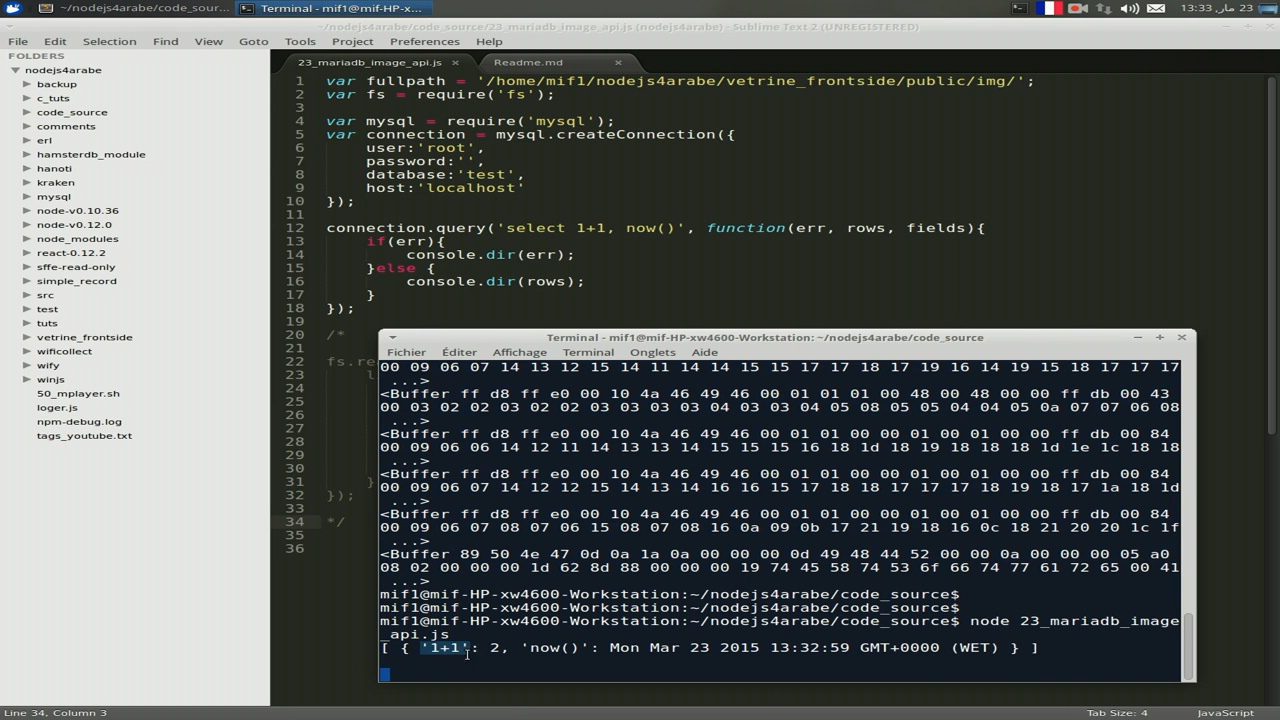 ~/nodejs4arabe/code_sour...
Terminal - mif1@mif-HP-x...
13:33 ,مار 23
~/nodejs4arabe/code_source/23_mariadb_image_api.js (nodejs4arabe) - Sublime Text 2 (UNREGISTERED)
File Edit Selection Find View Goto Tools Project Preferences Help
FOLDERS
nodejs4arabe
backup
c_tuts
code_source
comments
erl
hamsterdb_module
hanoti
kraken
mysql
node-v0.10.36
node-v0.12.0
node_modules
react-0.12.2
sffe-read-only
simple_record
src
test
tuts
vetrine_frontside
wificollect
wify
winjs
50_mplayer.sh
loger.js
npm-debug.log
tags_youtube.txt
23_mariadb_image_api.js × Readme.md ×
1 var fullpath = '/home/mif1/nodejs4arabe/vetrine_frontside/public/img/';
2 var fs = require('fs');
3
4 var mysql = require('mysql');
5 var connection = mysql.createConnection({
6 user:'root',
7 password:'',
8 database:'test',
9 host:'localhost'
10 });
11
12 connection.query('select 1+1, now()', function(err, rows, fields){
13 if(err){
14 console.dir(err);
15 }else {
16 console.dir(rows);
17 }
18 });
19
20 /*
21
22 fs.re
23 l
24
25
26
27
28
29
30
31 }
32 });
33
34 */
35
36
Terminal - mif1@mif-HP-xw4600-Workstation: ~/nodejs4arabe/code_source
Fichier Éditer Affichage Terminal Onglets Aide
00 09 06 07 14 13 12 15 14 11 14 14 15 15 17 17 18 17 19 16 14 19 15 18 17 17 17
...>
<Buffer ff d8 ff e0 00 10 4a 46 49 46 00 01 01 01 00 48 00 48 00 00 ff db 00 43
00 03 02 02 03 02 02 03 03 03 03 04 03 03 04 05 08 05 05 04 04 05 0a 07 07 06 08
...>
<Buffer ff d8 ff e0 00 10 4a 46 49 46 00 01 01 00 00 01 00 01 00 00 ff db 00 84
00 09 06 06 14 12 11 14 13 13 14 15 15 15 16 18 1d 18 19 18 18 18 1d 1e 1c 18 18
...>
<Buffer ff d8 ff e0 00 10 4a 46 49 46 00 01 01 00 00 01 00 01 00 00 ff db 00 84
00 09 06 07 14 12 12 15 14 13 14 16 16 15 17 18 18 17 17 17 18 19 18 17 1a 18 1d
...>
<Buffer ff d8 ff e0 00 10 4a 46 49 46 00 01 01 00 00 01 00 01 00 00 ff db 00 84
00 09 06 07 08 07 06 15 08 07 08 16 0a 09 0b 17 21 19 18 16 0c 18 21 20 20 1c 1f
...>
<Buffer 89 50 4e 47 0d 0a 1a 0a 00 00 00 0d 49 48 44 52 00 00 0a 00 00 00 05 a0
08 02 00 00 00 1d 62 8d 88 00 00 00 19 74 45 58 74 53 6f 66 74 77 61 72 65 00 41
...>
mif1@mif-HP-xw4600-Workstation:~/nodejs4arabe/code_source$
mif1@mif-HP-xw4600-Workstation:~/nodejs4arabe/code_source$
mif1@mif-HP-xw4600-Workstation:~/nodejs4arabe/code_source$ node 23_mariadb_image
_api.js
[ { '1+1': 2, 'now()': Mon Mar 23 2015 13:32:59 GMT+0000 (WET) } ]
Line 34, Column 3
Tab Size: 4 JavaScript